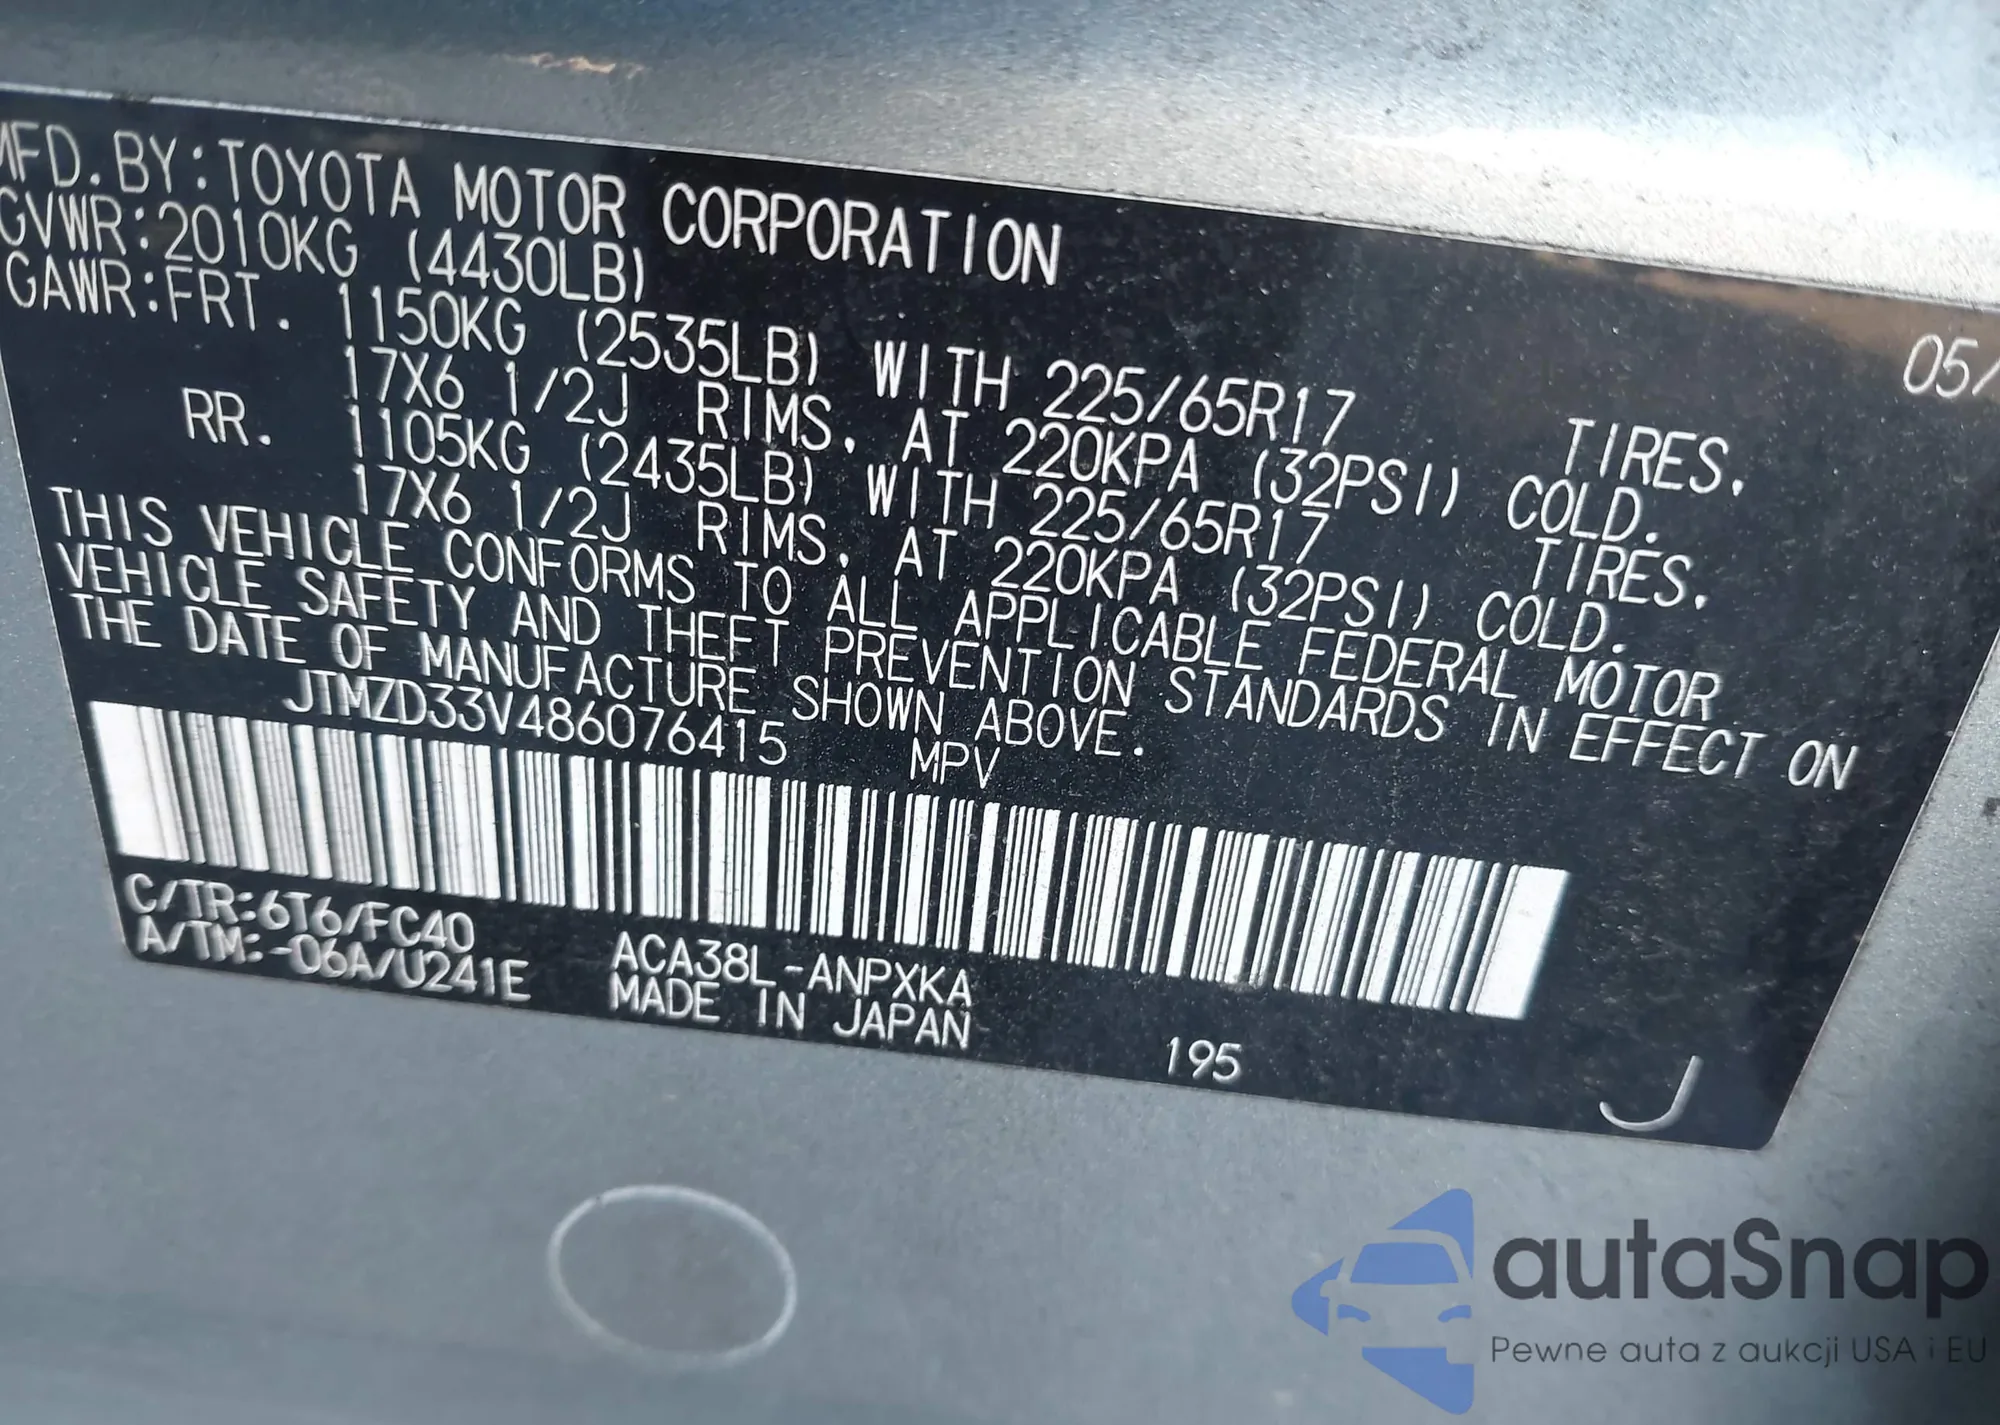 MFD. BY: TOYOTA MOTOR CORPORATION 05/
GVWR: 2010KG (4430LB)
GAWR: FRT. 1150KG (2535LB) WITH 225/65R17 TIRES,
17X6 1/2J RIMS, AT 220KPA (32PSI) COLD.
RR. 1105KG (2435LB) WITH 225/65R17 TIRES,
17X6 1/2J RIMS, AT 220KPA (32PSI) COLD.
THIS VEHICLE CONFORMS TO ALL APPLICABLE FEDERAL MOTOR
VEHICLE SAFETY AND THEFT PREVENTION STANDARDS IN EFFECT ON
THE DATE OF MANUFACTURE SHOWN ABOVE.
JTMZD33V486076415 MPV
C/TR: 6T6/FC40 ACA38L-ANPXKA
A/TM: -06A/U241E MADE IN JAPAN
195
J
autaSnap
Pewne auta z aukcji USA i EU